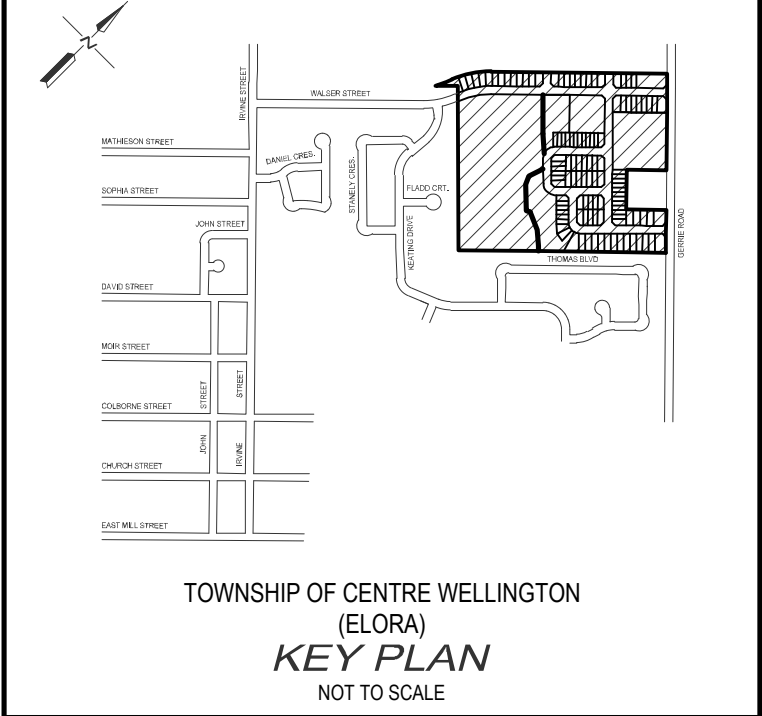 N
IRVINE STREET
WALSER STREET
MATHIESON STREET
DANIEL CRES.
STANELY CRES.
SOPHIA STREET
FLADD CRT.
JOHN STREET
KEATING DRIVE
GERRIE ROAD
THOMAS BLVD
DAVID STREET
MOIR STREET
JOHN STREET
IRVINE STREET
COLBORNE STREET
CHURCH STREET
EAST MILL STREET
TOWNSHIP OF CENTRE WELLINGTON
(ELORA)
KEY PLAN
NOT TO SCALE